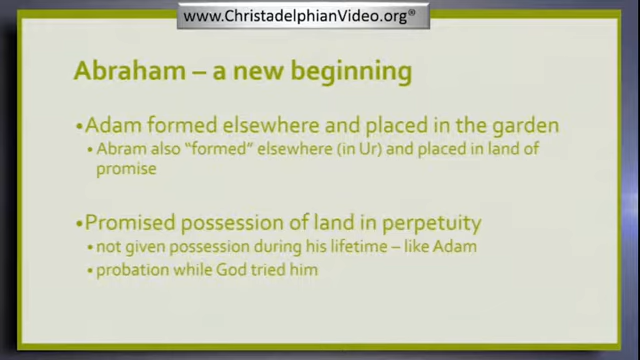 www.ChristadelphianVideo.org®
Abraham – a new beginning
•Adam formed elsewhere and placed in the garden
• Abram also “formed” elsewhere (in Ur) and placed in land of
promise
•Promised possession of land in perpetuity
• not given possession during his lifetime – like Adam
• probation while God tried him